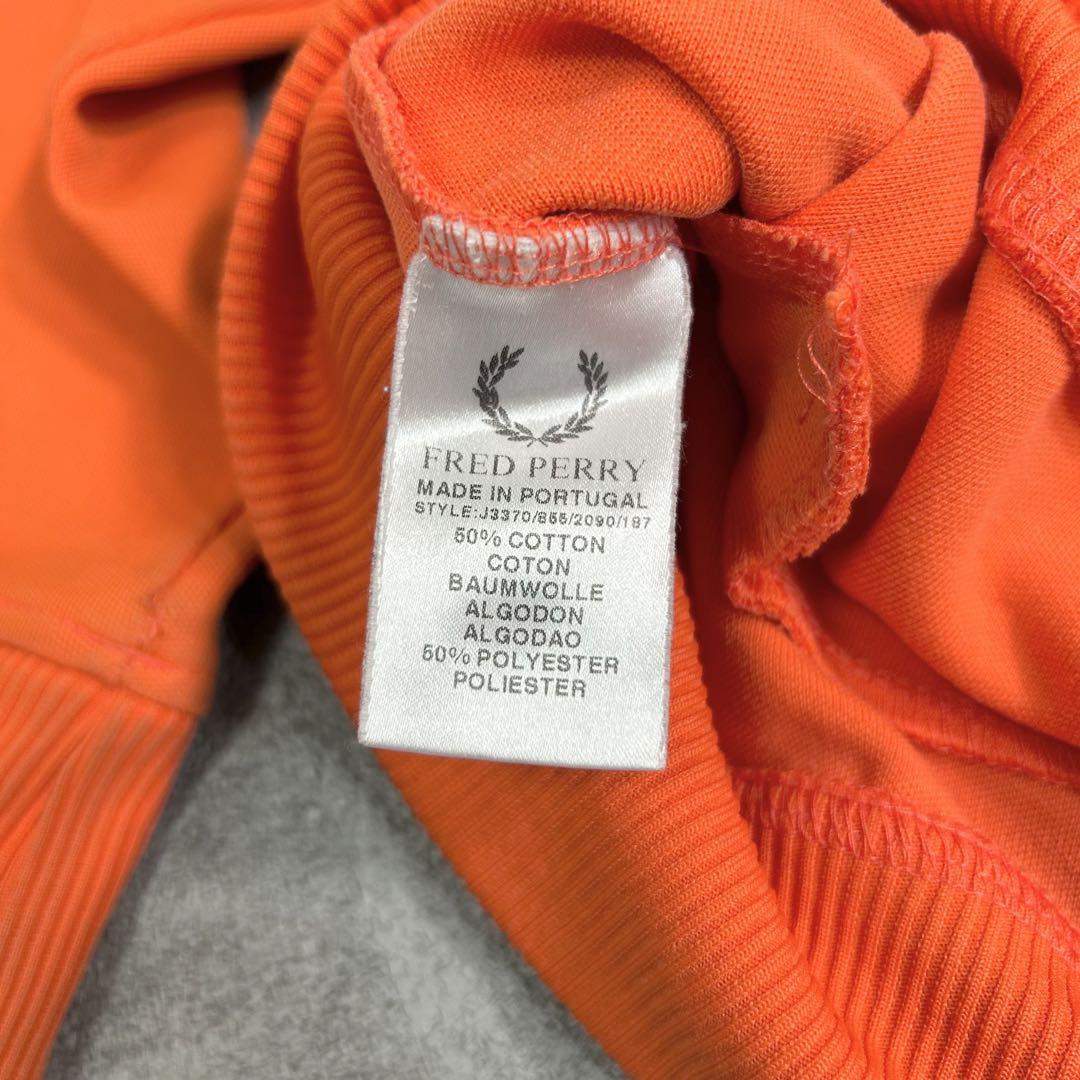 FRED PERRY
MADE IN PORTUGAL
STYLE:J3370/855/2090/187
50% COTTON
COTON
BAUMWOLLE
ALGODON
ALGODAO
50% POLYESTER
POLIESTER